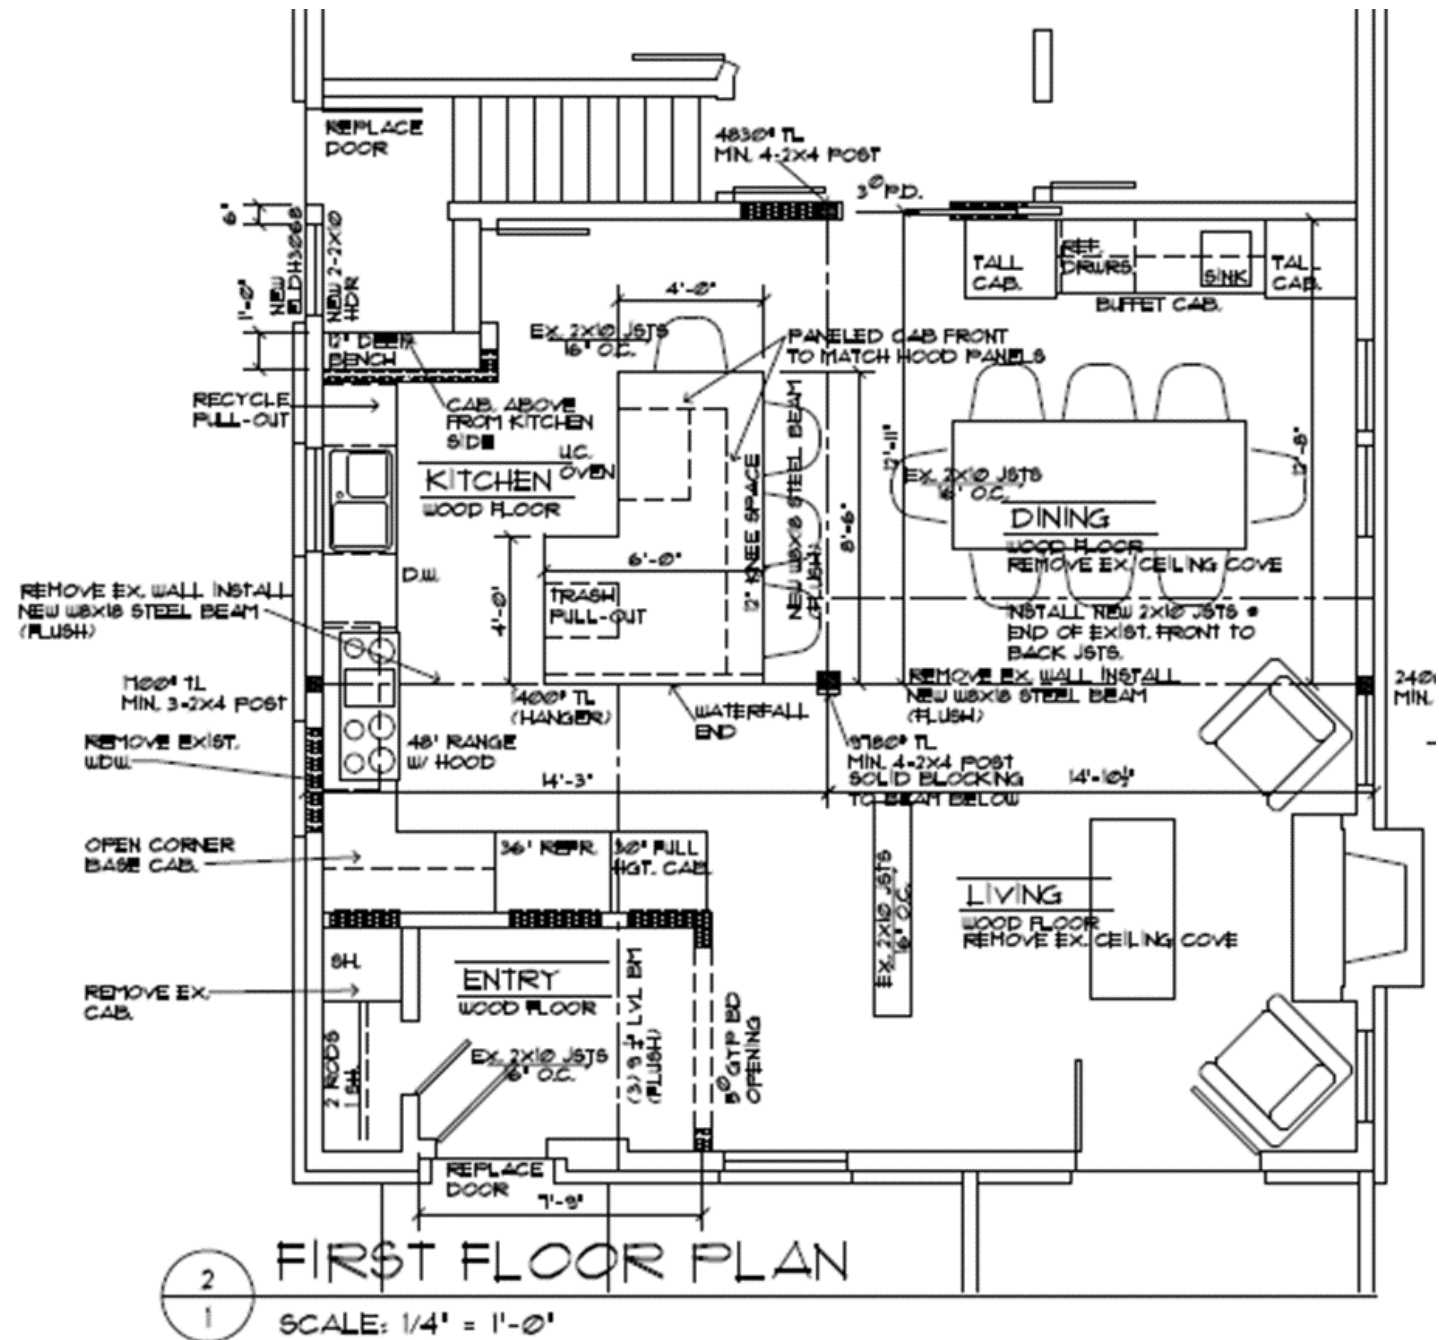 REPLACE
DOOR
4830# TL
MIN. 4-2X4 POST
3⁰ P.D.
6"
1'-0"
NEW
NEW 2-2X10
HDR
12" DEEP
BENCH
4'-0"
EX. 2X10 JSTS
16" O.C.
PANELED CAB FRONT
TO MATCH HOOD PANELS
TALL
CAB.
REF.
DRWRS
SINK
TALL
CAB.
BUFFET CAB.
RECYCLE
PULL-OUT
CAB. ABOVE
FROM KITCHEN
SIDE
U.C.
OVEN
KITCHEN
WOOD FLOOR
12" KNEE SPACE
NEW W8X18 STEEL BEAM
(FLUSH)
8'-6"
12'-11"
12'-8"
EX. 2X10 JSTS
16" O.C.
DINING
WOOD FLOOR
REMOVE EX. CEILING COVE
D.W.
6'-0"
4'-0"
TRASH
PULL-OUT
REMOVE EX. WALL INSTALL
NEW W8X18 STEEL BEAM
(FLUSH)
INSTALL NEW 2X10 JSTS @
END OF EXIST. FRONT TO
BACK JSTS.
1700# TL
MIN. 3-2X4 POST
1400# TL
(HANGER)
WATERFALL
END
REMOVE EX. WALL INSTALL
NEW W8X18 STEEL BEAM
(FLUSH)
MIN.
REMOVE EXIST.
WDW.
48" RANGE
W/ HOOD
9780# TL
MIN. 4-2X4 POST
SOLID BLOCKING
TO BEAM BELOW
14'-3"
14'-10½"
OPEN CORNER
BASE CAB.
36" REFR.
30" FULL
HGT. CAB.
EX. 2X10 JSTS
16" O.C.
LIVING
WOOD FLOOR
REMOVE EX. CEILING COVE
SH.
REMOVE EX.
CAB.
ENTRY
WOOD FLOOR
EX. 2X10 JSTS
16" O.C.
2 RODS
1 SH.
(3) 9 ½" LVL BM
(FLUSH)
5⁰ GYP BD
OPENING
REPLACE
DOOR
7'-9"
2
1
FIRST FLOOR PLAN
SCALE: 1/4" = 1'-0"